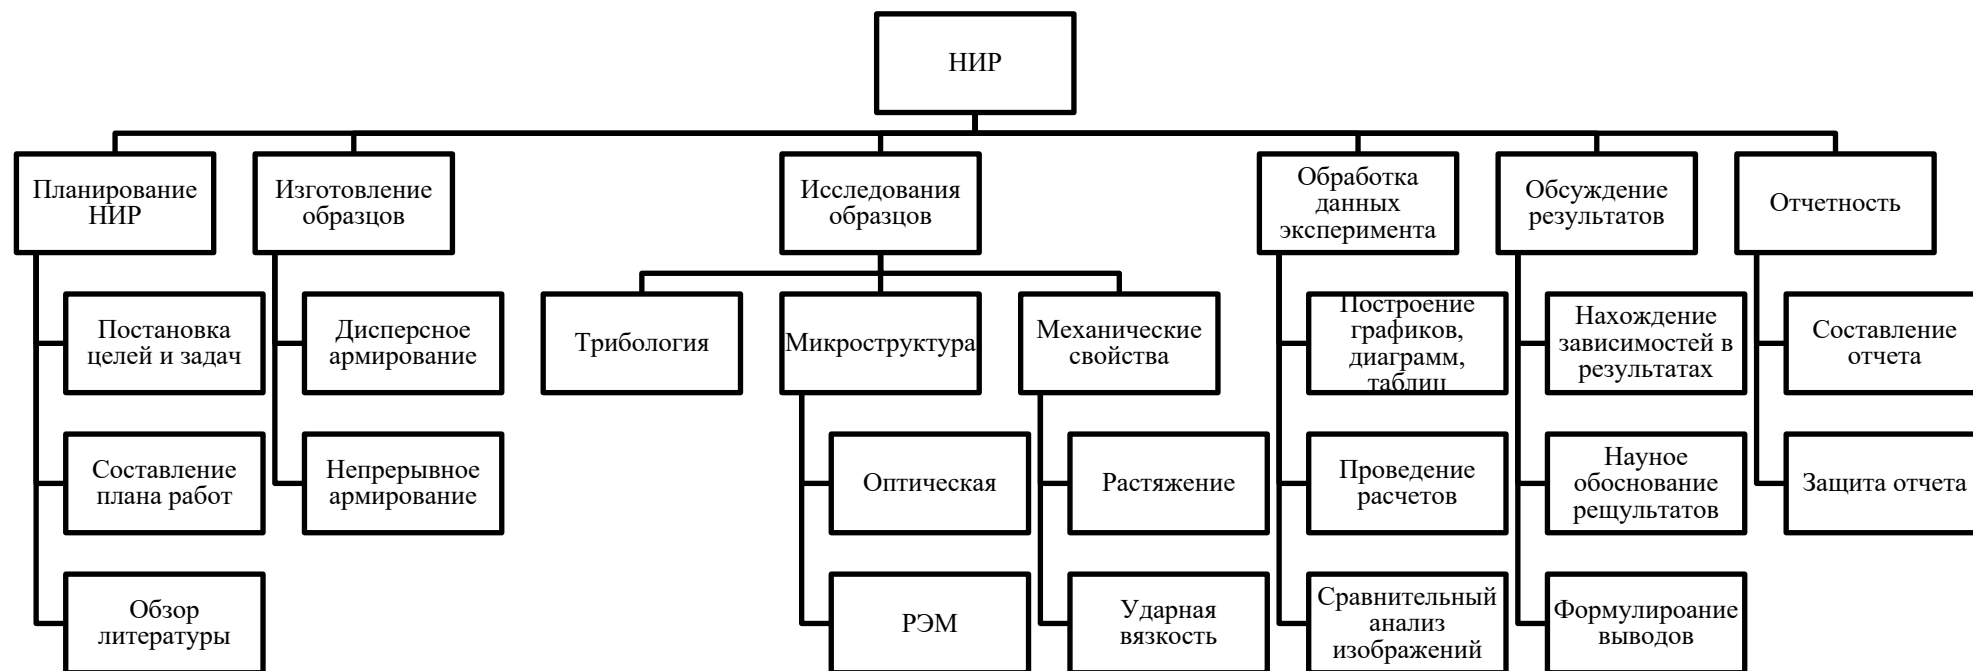 НИР
Планирование
НИР
Изготовление
образцов
Исследования
образцов
Обработка
данных
эксперимента
Обсуждение
результатов
Отчетность
Постановка
целей и задач
Дисперсное
армирование
Трибология
Микроструктура
Механические
свойства
Построение
графиков,
диаграмм,
таблиц
Нахождение
зависимостей в
результатах
Составление
отчета
Составление
плана работ
Непрерывное
армирование
Оптическая
Растяжение
Проведение
расчетов
Науное
обоснование
рещультатов
Защита отчета
Обзор
литературы
РЭМ
Ударная
вязкость
Сравнительный
анализ
изображений
Формулироание
выводов